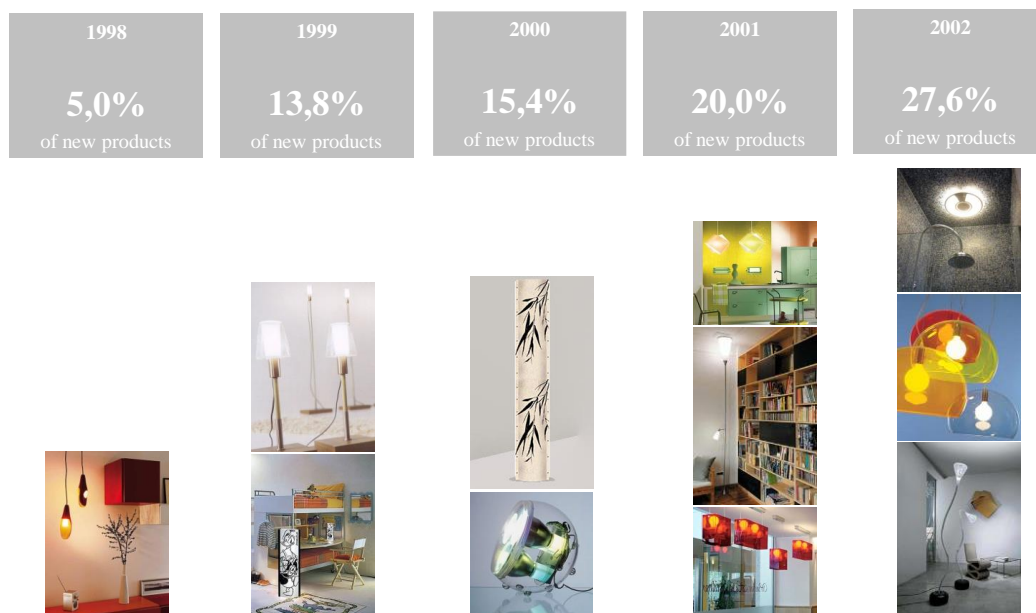 1998
5,0%
of new products
1999
13,8%
of new products
2000
15,4%
of new products
2001
20,0%
of new products
2002
27,6%
of new products